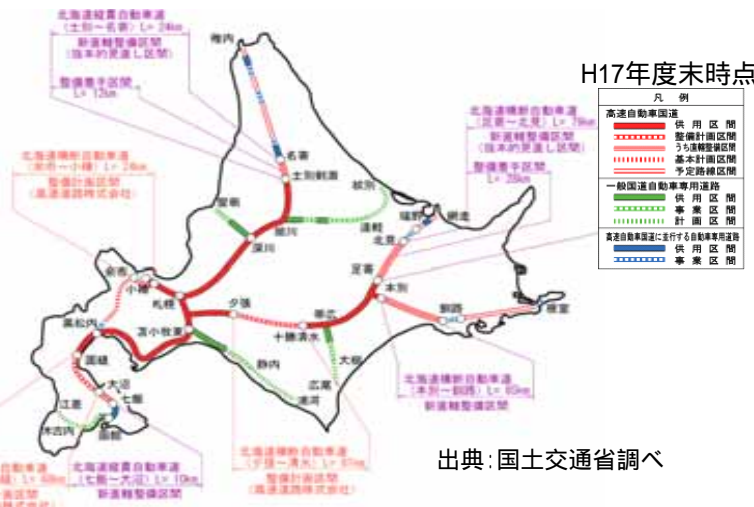 北海道縦貫自動車道
(士別～名寄) L= 24km
新直轄整備区間
(抜本的見直し区間)
整備着手区間
L= 12km
稚内
H17年度末時点
凡 例
高速自動車国道
供 用 区 間
整備計画区間
うち直轄整備区間
基本計画区間
予定路線区間
一般国道自動車専用道路
供 用 区 間
事 業 区 間
計 画 区 間
高速自動車国道に並行する自動車専用道路
供 用 区 間
事 業 区 間
北海道横断自動車道
(足寄～北見) L= 79km
新直轄整備区間
(抜本的見直し区間)
整備着手区間
L= 28km
名寄
士別剣淵
北海道横断自動車道
(余市～小樽) L= 24km
整備計画区間
(高速道路株式会社)
留萌
紋別
旭川
遠軽
端野
網走
北見
深川
余市
小樽
札幌
足寄
本別
夕張
帯広
釧路
根室
黒松内
苫小牧東
十勝清水
国縫
静内
大樹
広尾
浦河
大沼
七飯
江差
木古内
函館
北海道横断自動車道
(本別～釧路) L= 65km
新直轄整備区間
北海道横断自動車道
(夕張～清水) L= 81km
整備計画区間
(高速道路株式会社)
北海道縦貫自動車道
(七飯～大沼) L= 10km
新直轄整備区間
自動車道
画区間
出典:国土交通省調べ